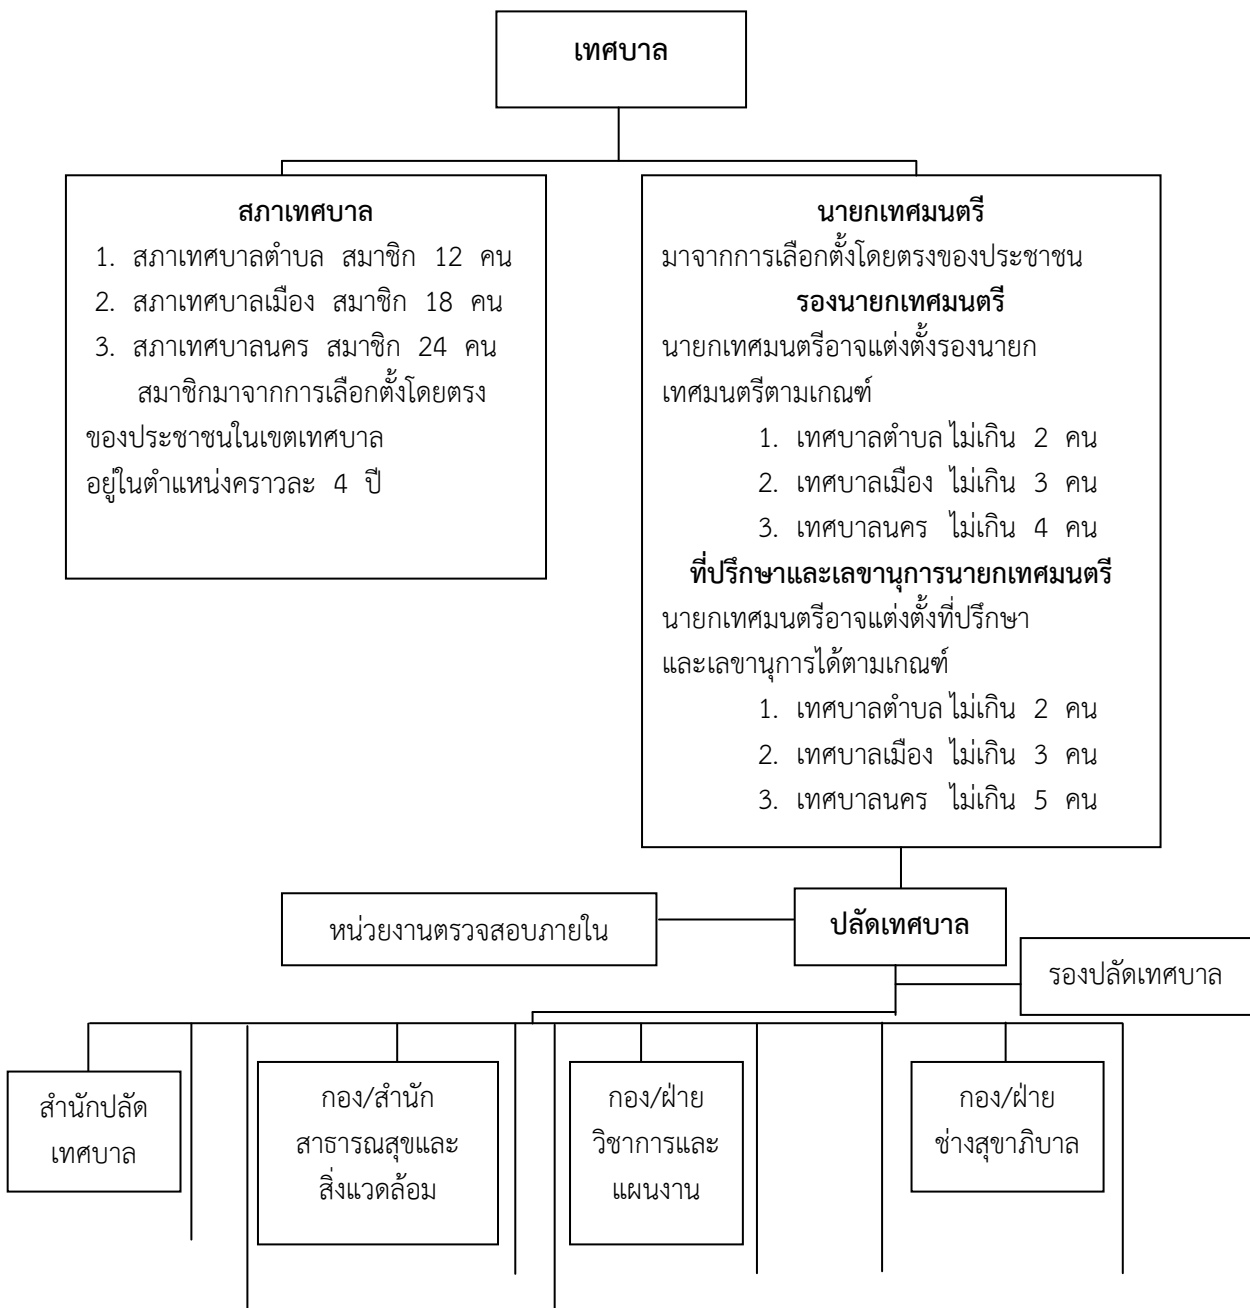 เทศบาล
สภาเทศบาล
1. สภาเทศบาลตำบล สมาชิก 12 คน
2. สภาเทศบาลเมือง สมาชิก 18 คน
3. สภาเทศบาลนคร สมาชิก 24 คน
สมาชิกมาจากการเลือกตั้งโดยตรง
ของประชาชนในเขตเทศบาล
อยู่ในตำแหน่งคราวละ 4 ปี
นายกเทศมนตรี
มาจากการเลือกตั้งโดยตรงของประชาชน
รองนายกเทศมนตรี
นายกเทศมนตรีอาจแต่งตั้งรองนายก
เทศมนตรีตามเกณฑ์
1. เทศบาลตำบล ไม่เกิน 2 คน
2. เทศบาลเมือง ไม่เกิน 3 คน
3. เทศบาลนคร ไม่เกิน 4 คน
ที่ปรึกษาและเลขานุการนายกเทศมนตรี
นายกเทศมนตรีอาจแต่งตั้งที่ปรึกษา
และเลขานุการได้ตามเกณฑ์
1. เทศบาลตำบล ไม่เกิน 2 คน
2. เทศบาลเมือง ไม่เกิน 3 คน
3. เทศบาลนคร ไม่เกิน 5 คน
หน่วยงานตรวจสอบภายใน
ปลัดเทศบาล
รองปลัดเทศบาล
สำนักปลัด
เทศบาล
กอง/สำนัก
สาธารณสุขและ
สิ่งแวดล้อม
กอง/ฝ่าย
วิชาการและ
แผนงาน
กอง/ฝ่าย
ช่างสุขาภิบาล